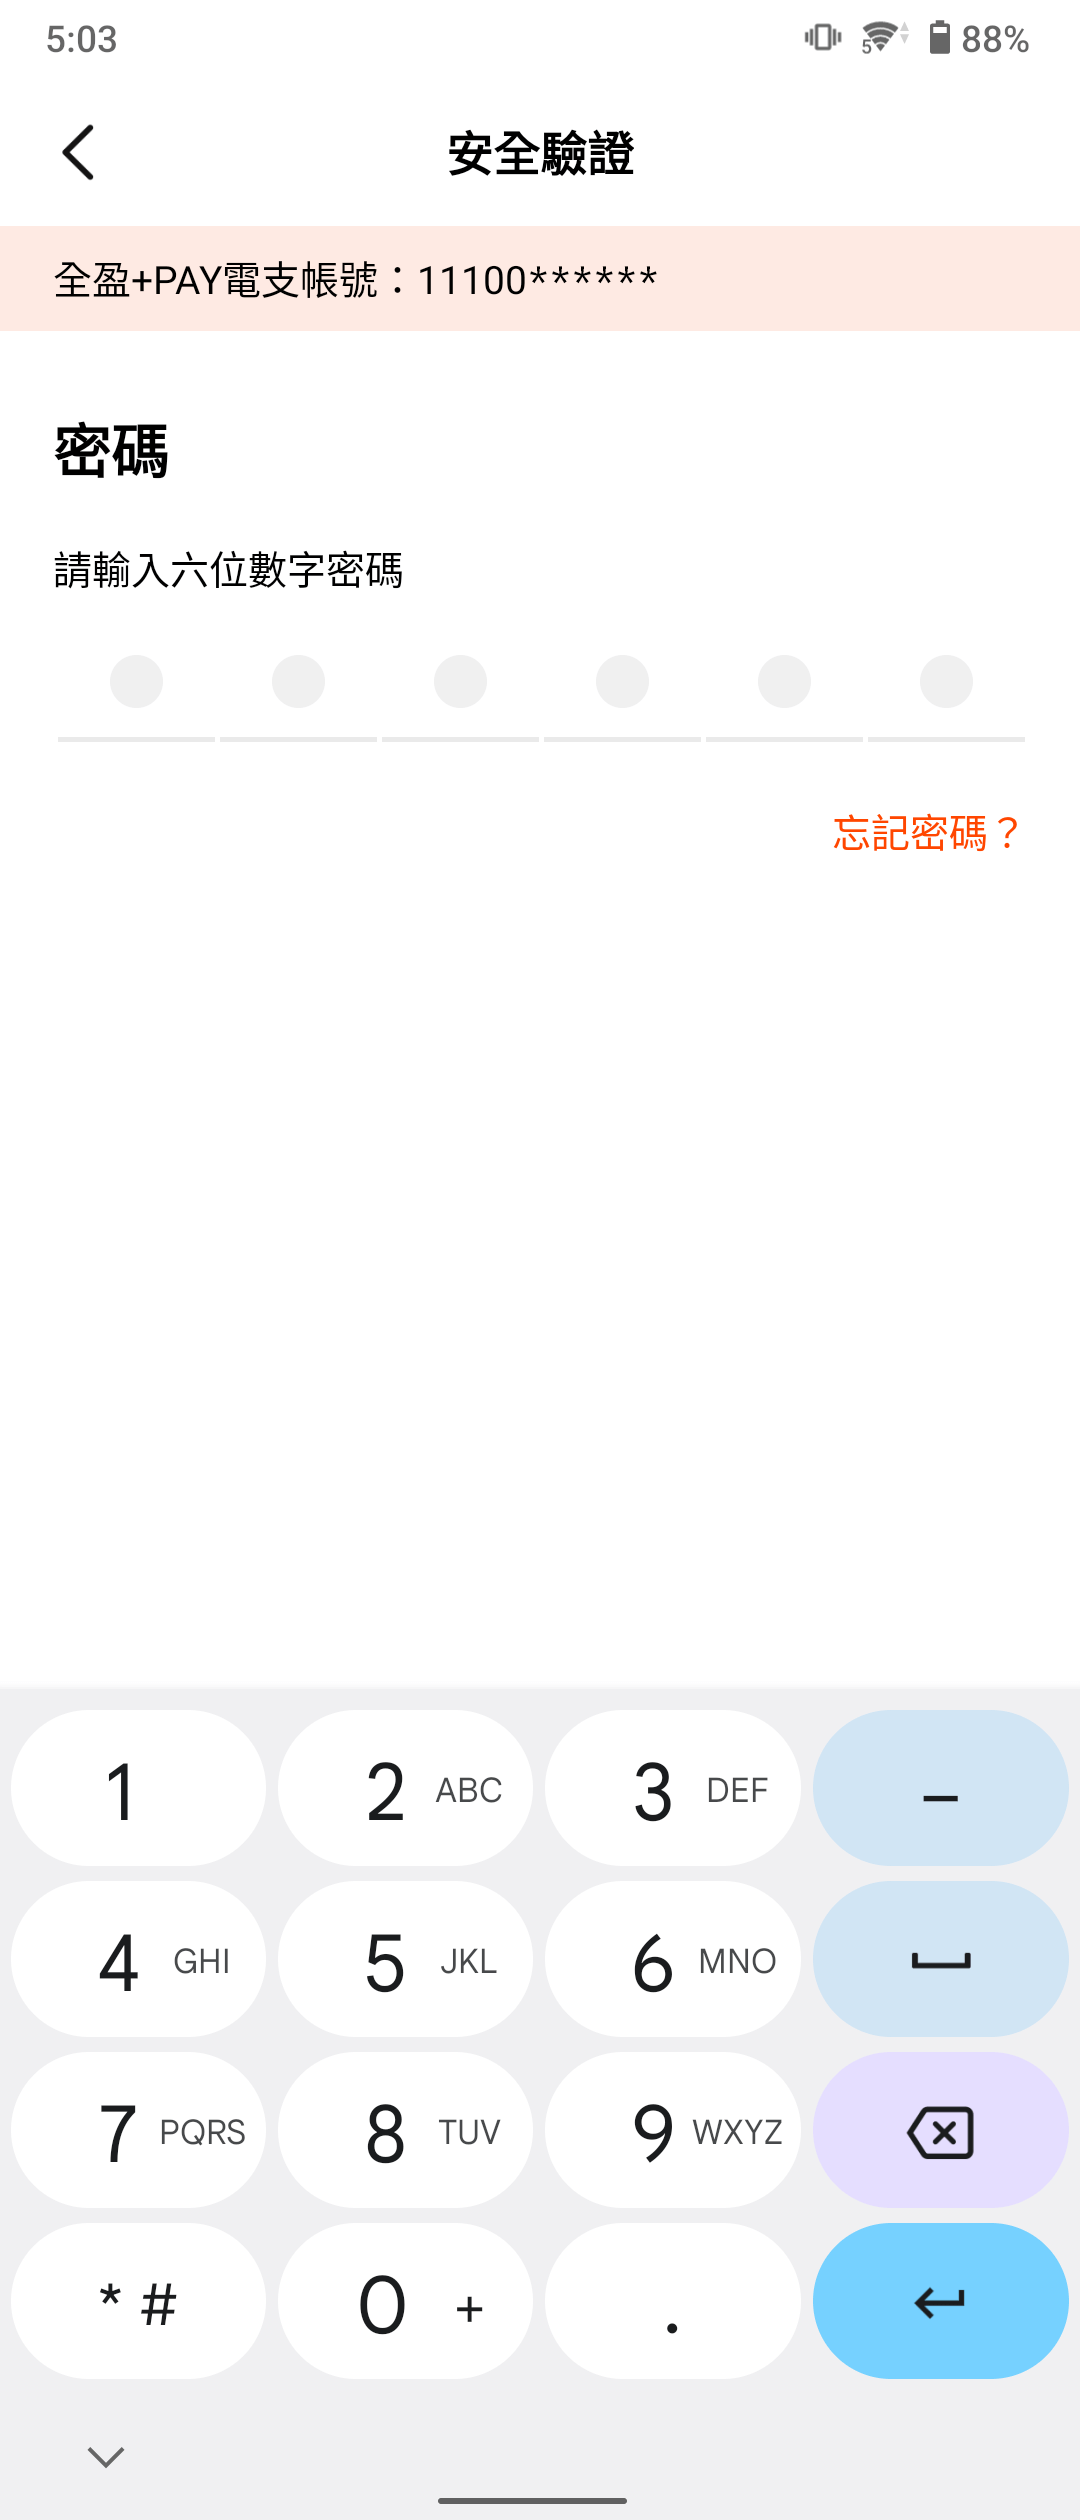 5:03 5 88%
安全驗證
全盈+PAY電支帳號：11100******
密碼
請輸入六位數字密碼
忘記密碼？
1 2 ABC 3 DEF –
4 GHI 5 JKL 6 MNO
7 PQRS 8 TUV 9 WXYZ
* # 0 + .